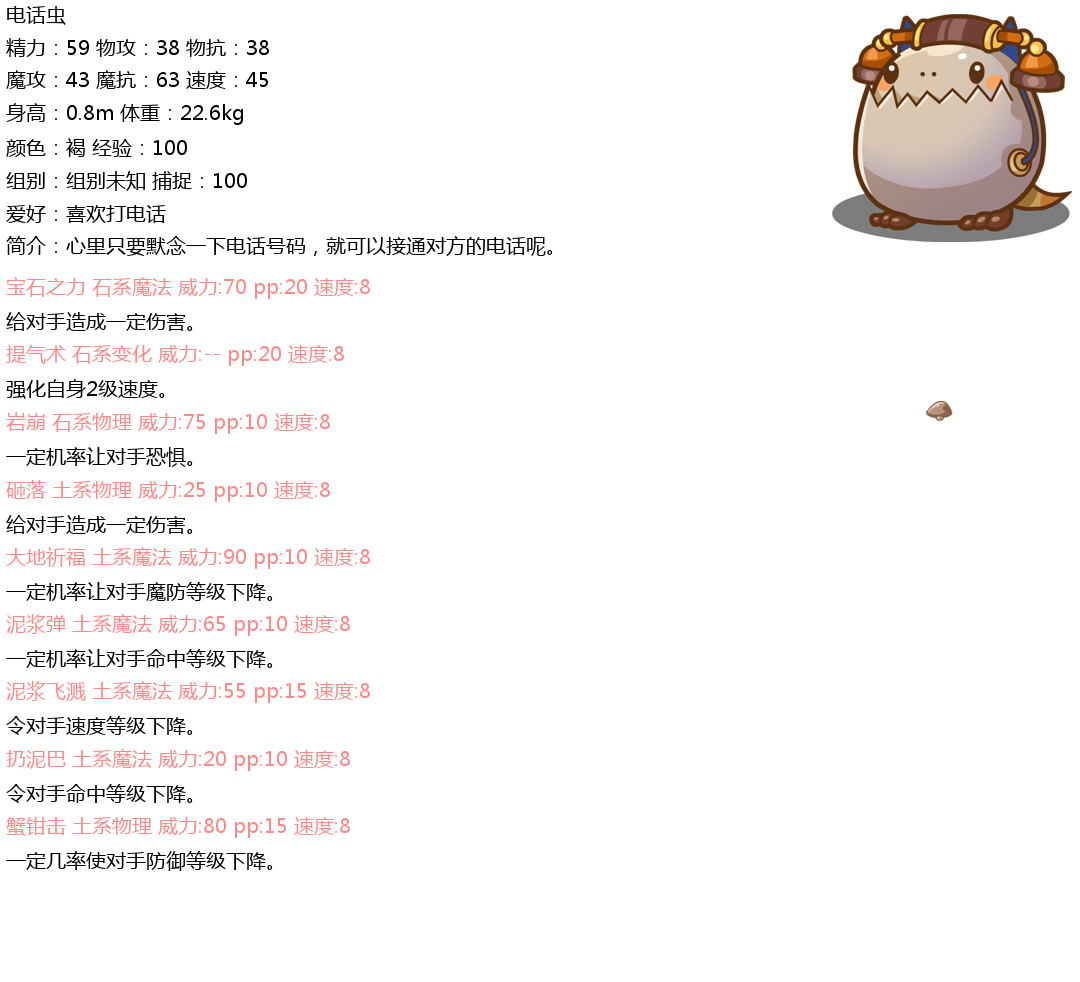 电话虫
精力：59 物攻：38 物抗：38
魔攻：43 魔抗：63 速度：45
身高：0.8m 体重：22.6kg
颜色：褐 经验：100
组别：组别未知 捕捉：100
爱好：喜欢打电话
简介：心里只要默念一下电话号码，就可以接通对方的电话呢。
宝石之力 石系魔法 威力:70 pp:20 速度:8
给对手造成一定伤害。
提气术 石系变化 威力:-- pp:20 速度:8
强化自身2级速度。
岩崩 石系物理 威力:75 pp:10 速度:8
一定机率让对手恐惧。
砸落 土系物理 威力:25 pp:10 速度:8
给对手造成一定伤害。
大地祈福 土系魔法 威力:90 pp:10 速度:8
一定机率让对手魔防等级下降。
泥浆弹 土系魔法 威力:65 pp:10 速度:8
一定机率让对手命中等级下降。
泥浆飞溅 土系魔法 威力:55 pp:15 速度:8
令对手速度等级下降。
扔泥巴 土系魔法 威力:20 pp:10 速度:8
令对手命中等级下降。
蟹钳击 土系物理 威力:80 pp:15 速度:8
一定几率使对手防御等级下降。